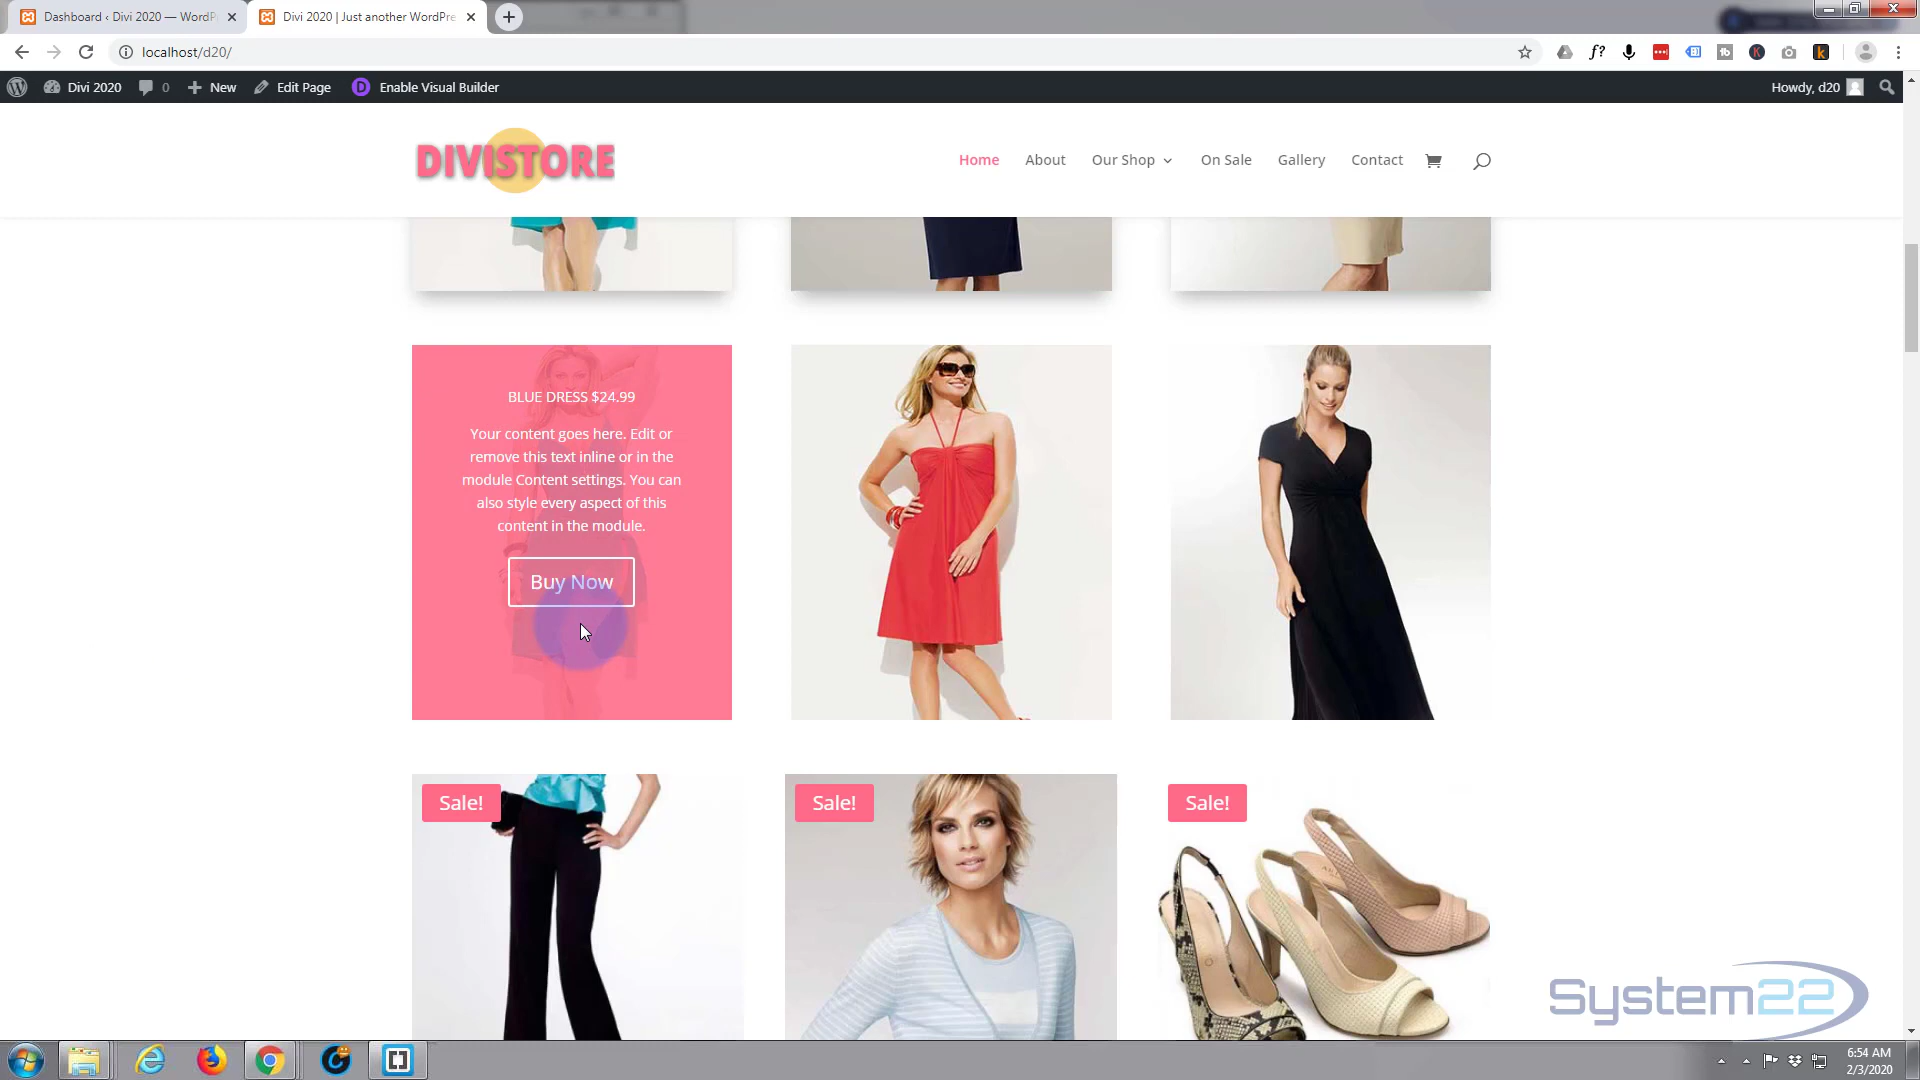 Dashboard ‹ Divi 2020 — WordP
Divi 2020 | Just another WordPre
localhost/d20/
f?
K
k
Divi 2020
0
New
Edit Page
D
Enable Visual Builder
Howdy, d20
DIVISTORE
Home
About
Our Shop
On Sale
Gallery
Contact
BLUE DRESS $24.99
Your content goes here. Edit or
remove this text inline or in the
module Content settings. You can
also style every aspect of this
content in the module.
Buy Now
Sale!
Sale!
Sale!
System22
6:54 AM
2/3/2020